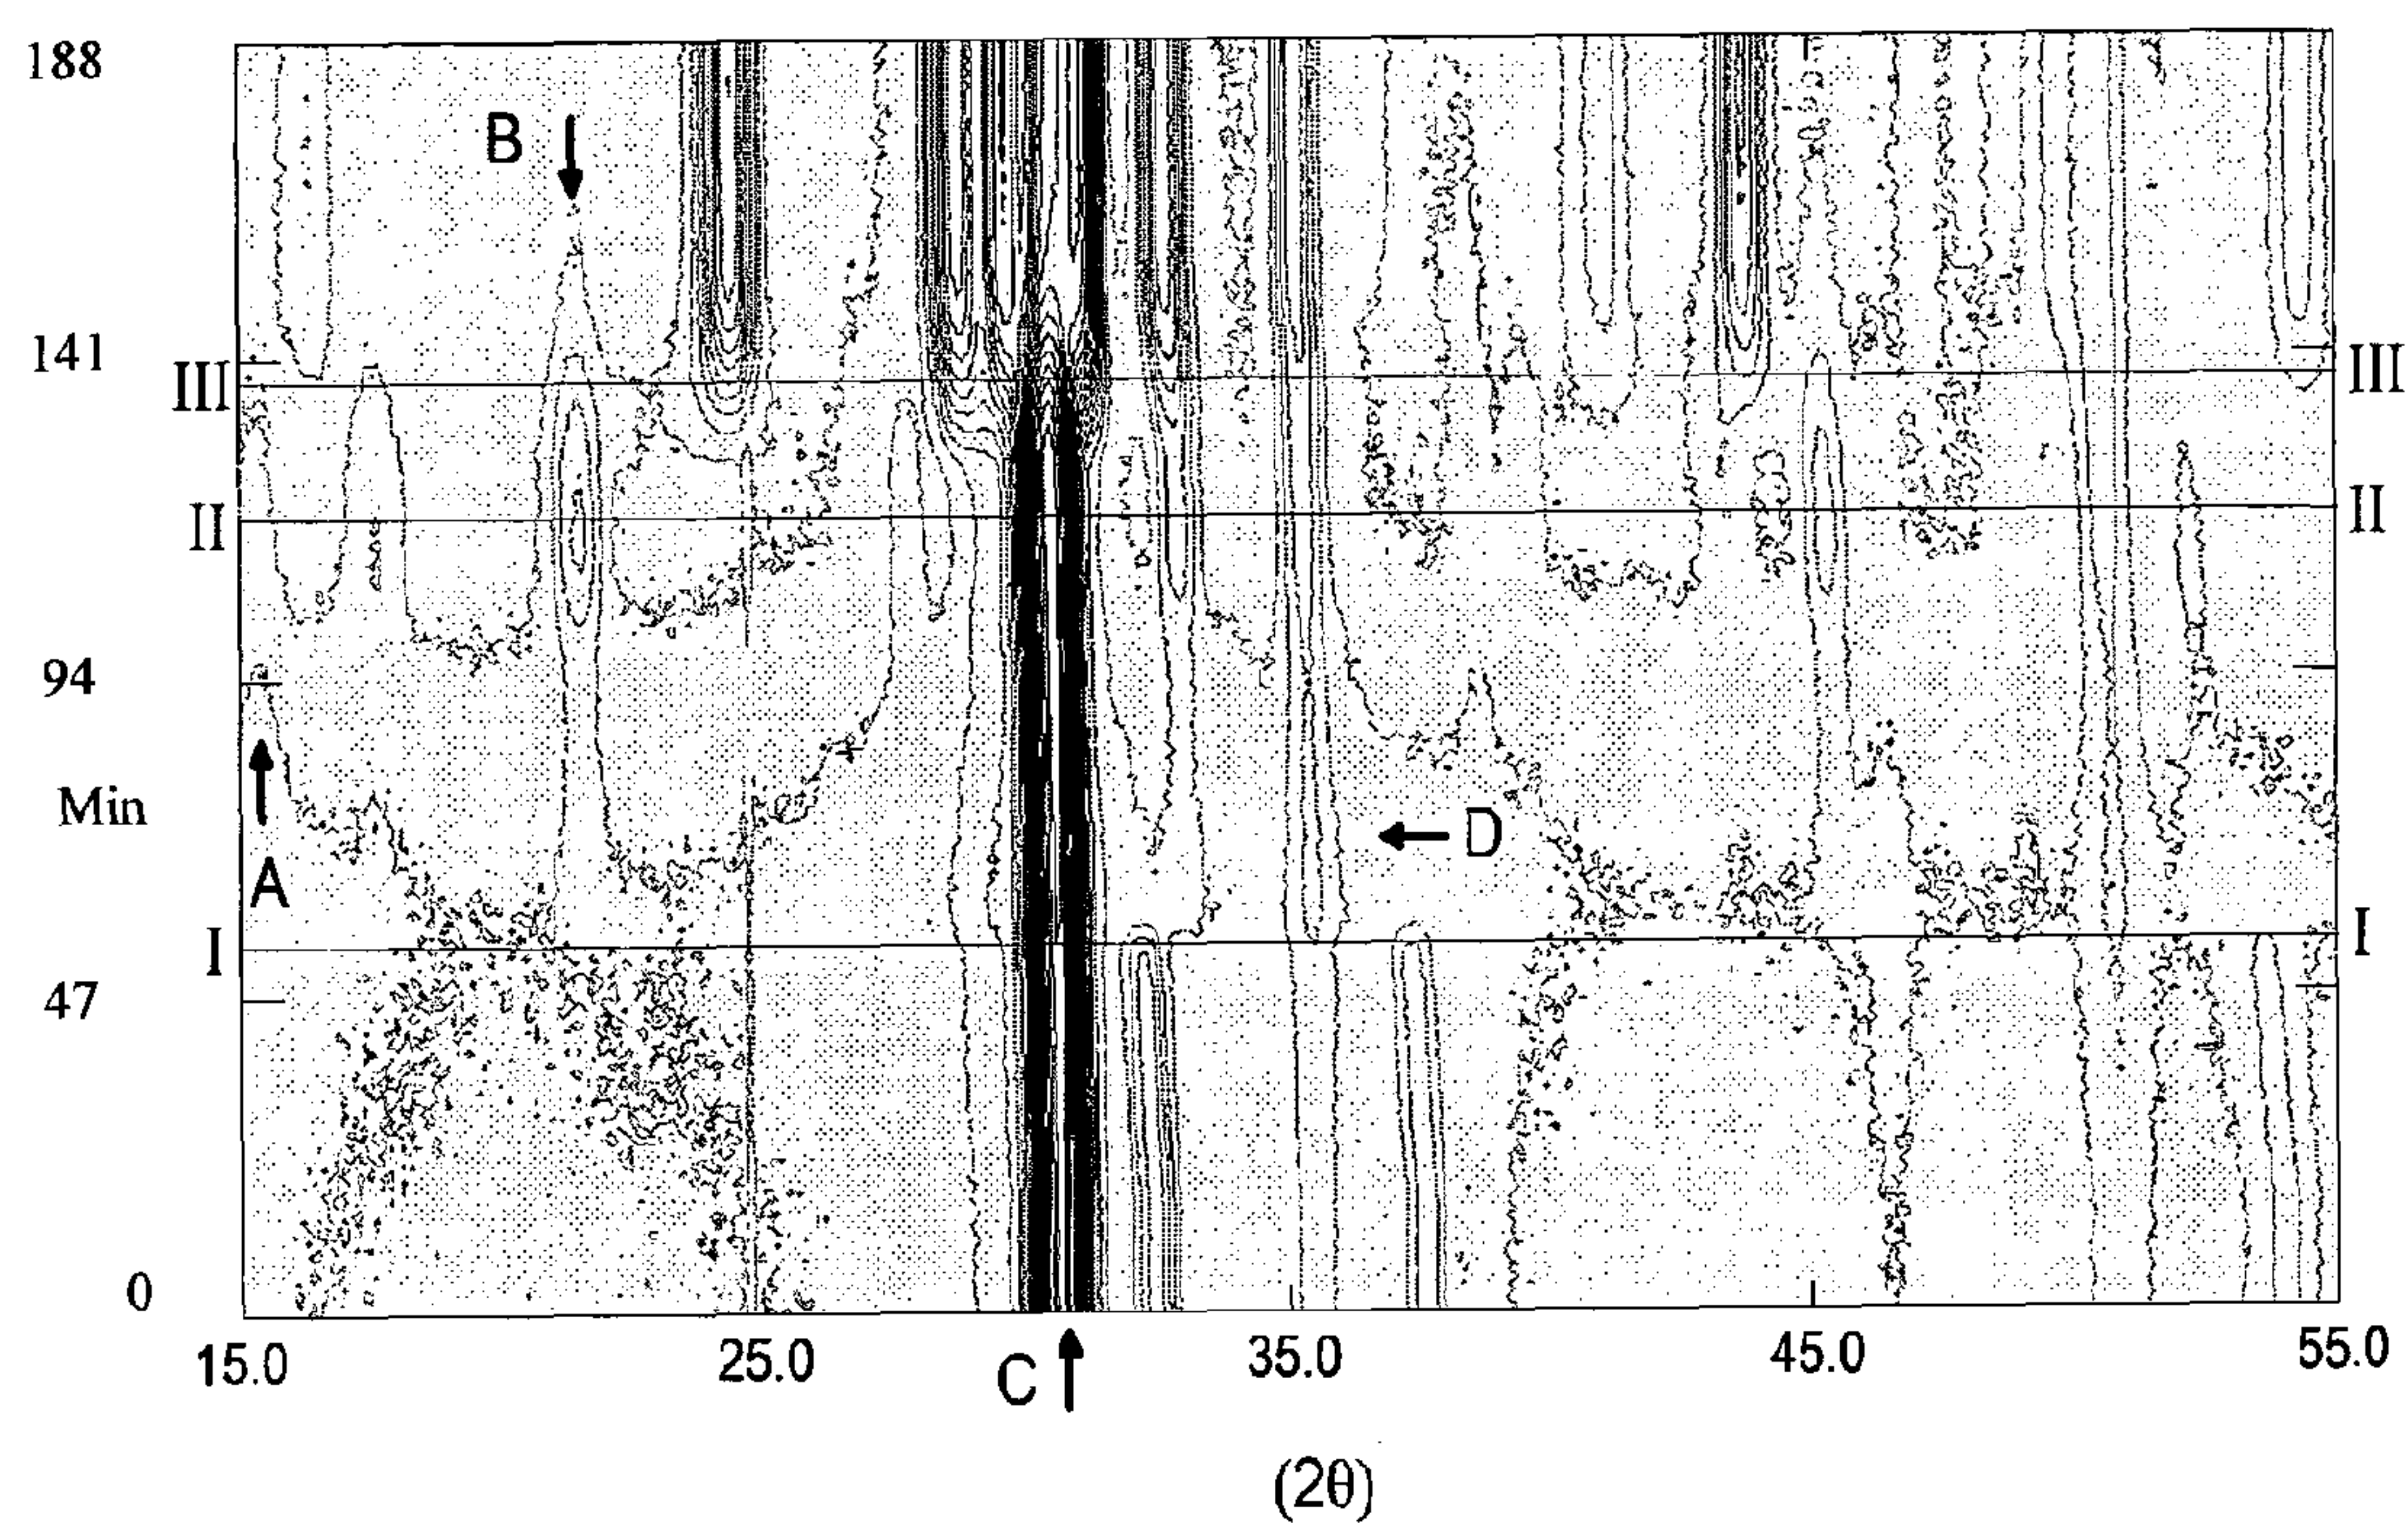 188
B
141
III III
II II
94
Min
D
A
I I
47
0
15.0 25.0 35.0 45.0 55.0
C
(2θ)